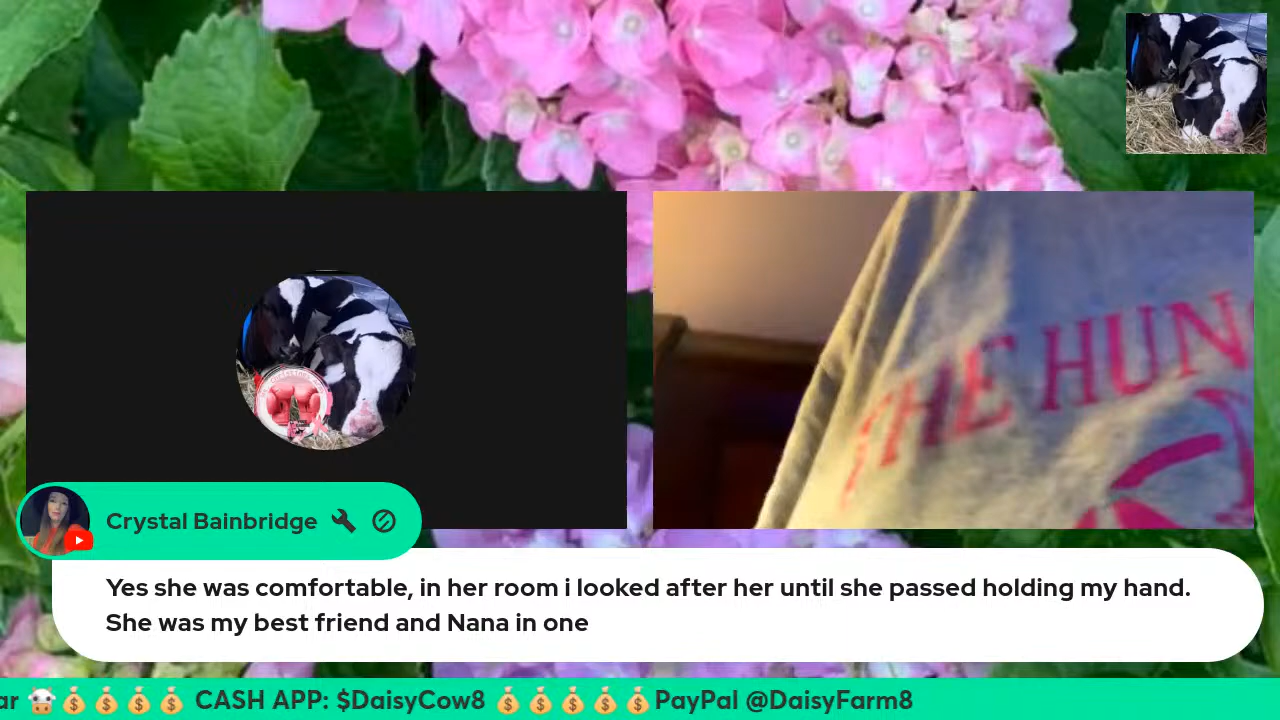 THE HUN
Crystal Bainbridge
Yes she was comfortable, in her room i looked after her until she passed holding my hand.
She was my best friend and Nana in one
ar 🐮💰💰💰💰 CASH APP: $DaisyCow8 💰💰💰💰💰PayPal @DaisyFarm8